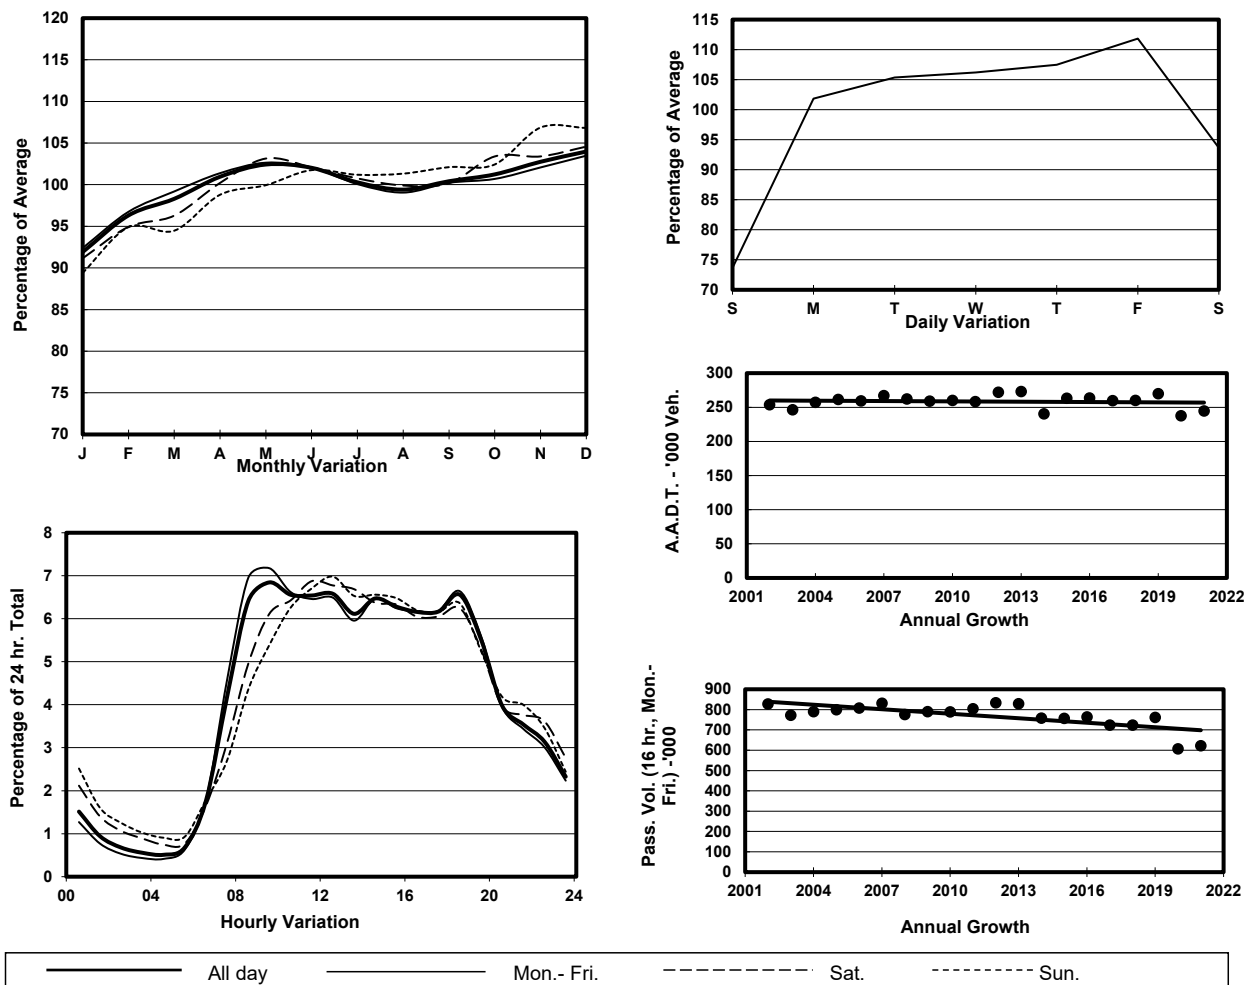 120
115
110
105
100
95
90
85
80
75
70
Percentage of Average
J F M A M J J A S O N D
Monthly Variation
115
110
105
100
95
90
85
80
75
70
Percentage of Average
S M T W T F S
Daily Variation
300
250
200
150
100
50
0
A.A.D.T. - '000 Veh.
2001 2004 2007 2010 2013 2016 2019 2022
Annual Growth
8
7
6
5
4
3
2
1
0
Percentage of 24 hr. Total
00 04 08 12 16 20 24
Hourly Variation
900
800
700
600
500
400
300
200
100
0
Pass. Vol. (16 hr., Mon.-
Fri.) -'000
2001 2004 2007 2010 2013 2016 2019 2022
Annual Growth
All day Mon.- Fri. Sat. Sun.